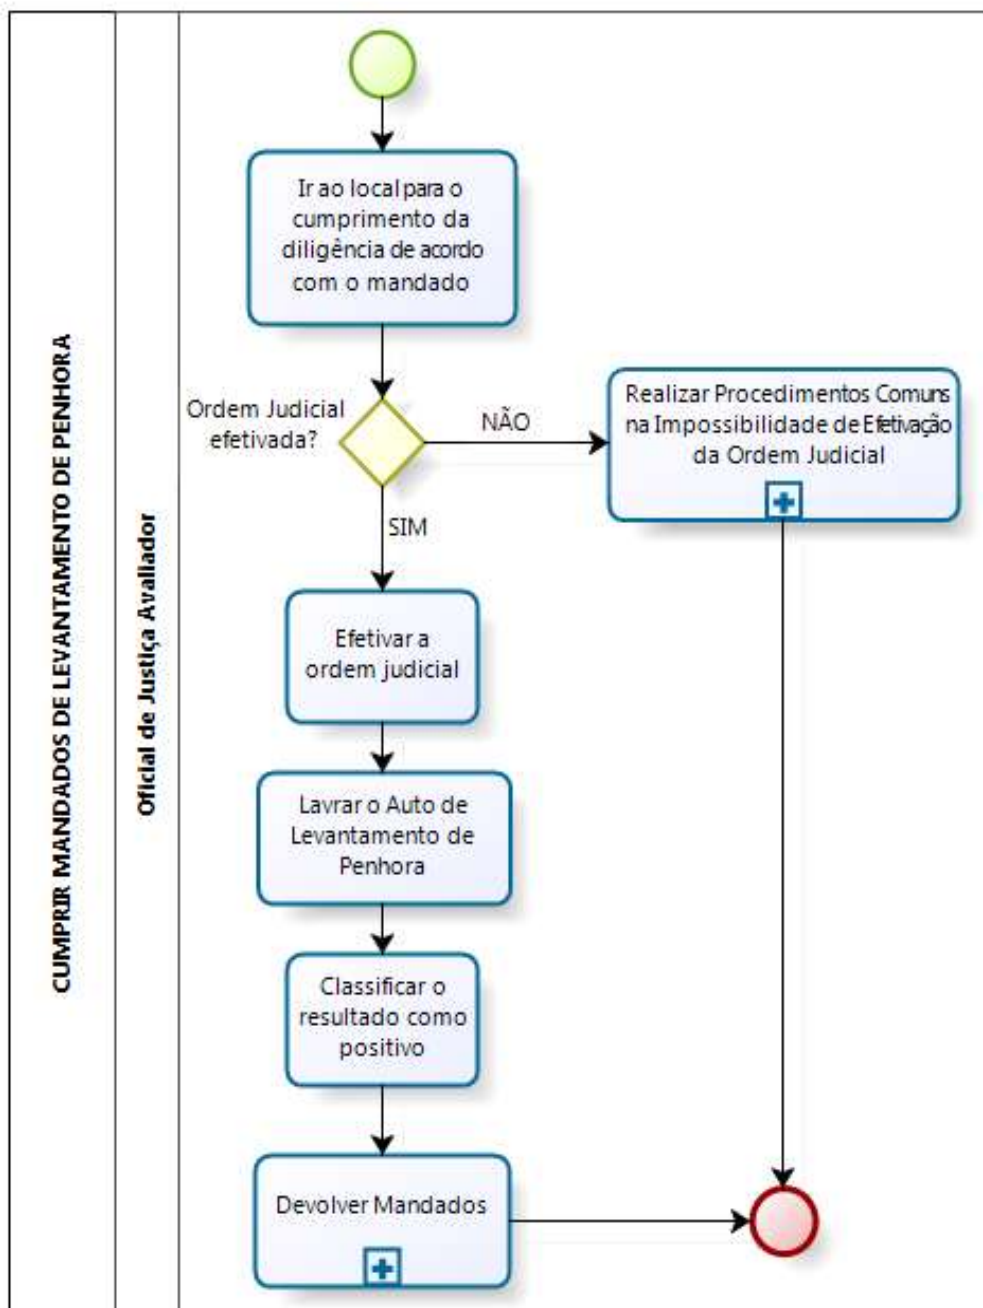 CUMPRIR MANDADOS DE LEVANTAMENTO DE PENHORA
Oficial de Justiça Avaliador
Ir ao local para o
cumprimento da
diligência de acordo
com o mandado
Ordem Judicial
efetivada?
NÃO
Realizar Procedimentos Comuns
na Impossibilidade de Efetivação
da Ordem Judicial
SIM
Efetivar a
ordem judicial
Lavrar o Auto de
Levantamento de
Penhora
Classificar o
resultado como
positivo
Devolver Mandados